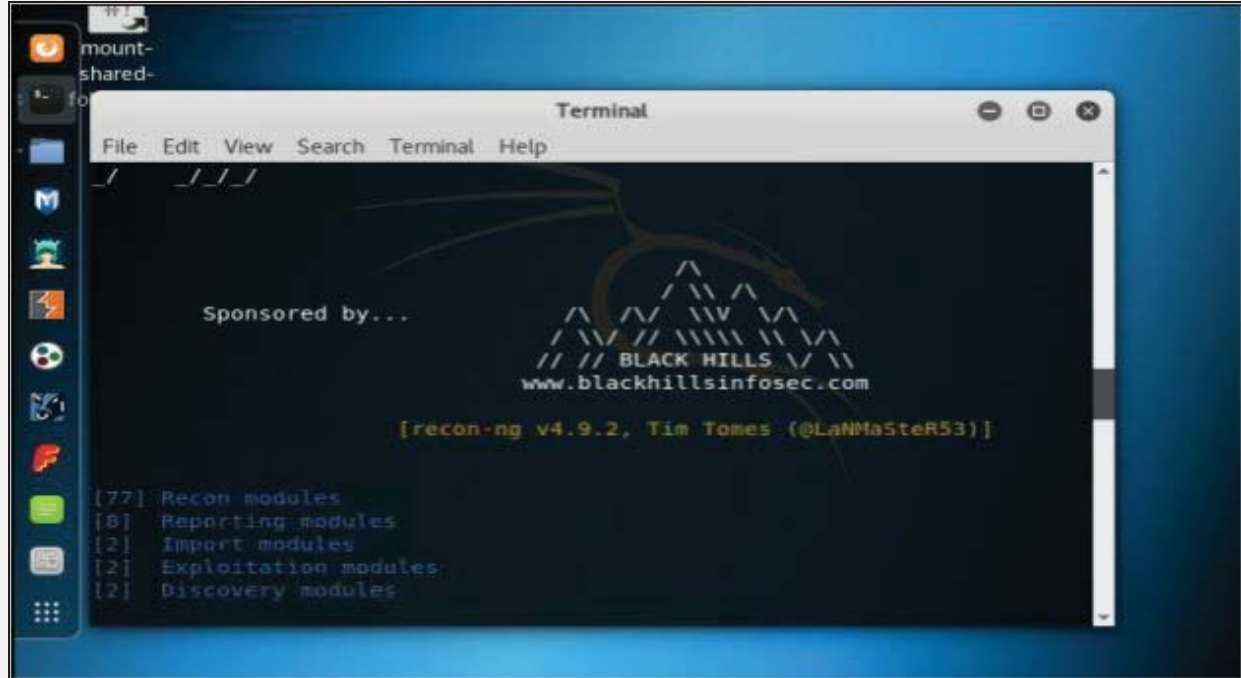 #!
mount-
shared-
fo
Terminal
File Edit View Search Terminal Help
_/ _/_/_/
/\
/ \\ /\
Sponsored by... /\ /\/ \\V \/\
/ \\/ // \\\\\ \\ \/\
// // BLACK HILLS \/ \\
www.blackhillsinfosec.com
[recon-ng v4.9.2, Tim Tomes (@LaNMaSteR53)]
[77] Recon modules
[8] Reporting modules
[2] Import modules
[2] Exploitation modules
[2] Discovery modules